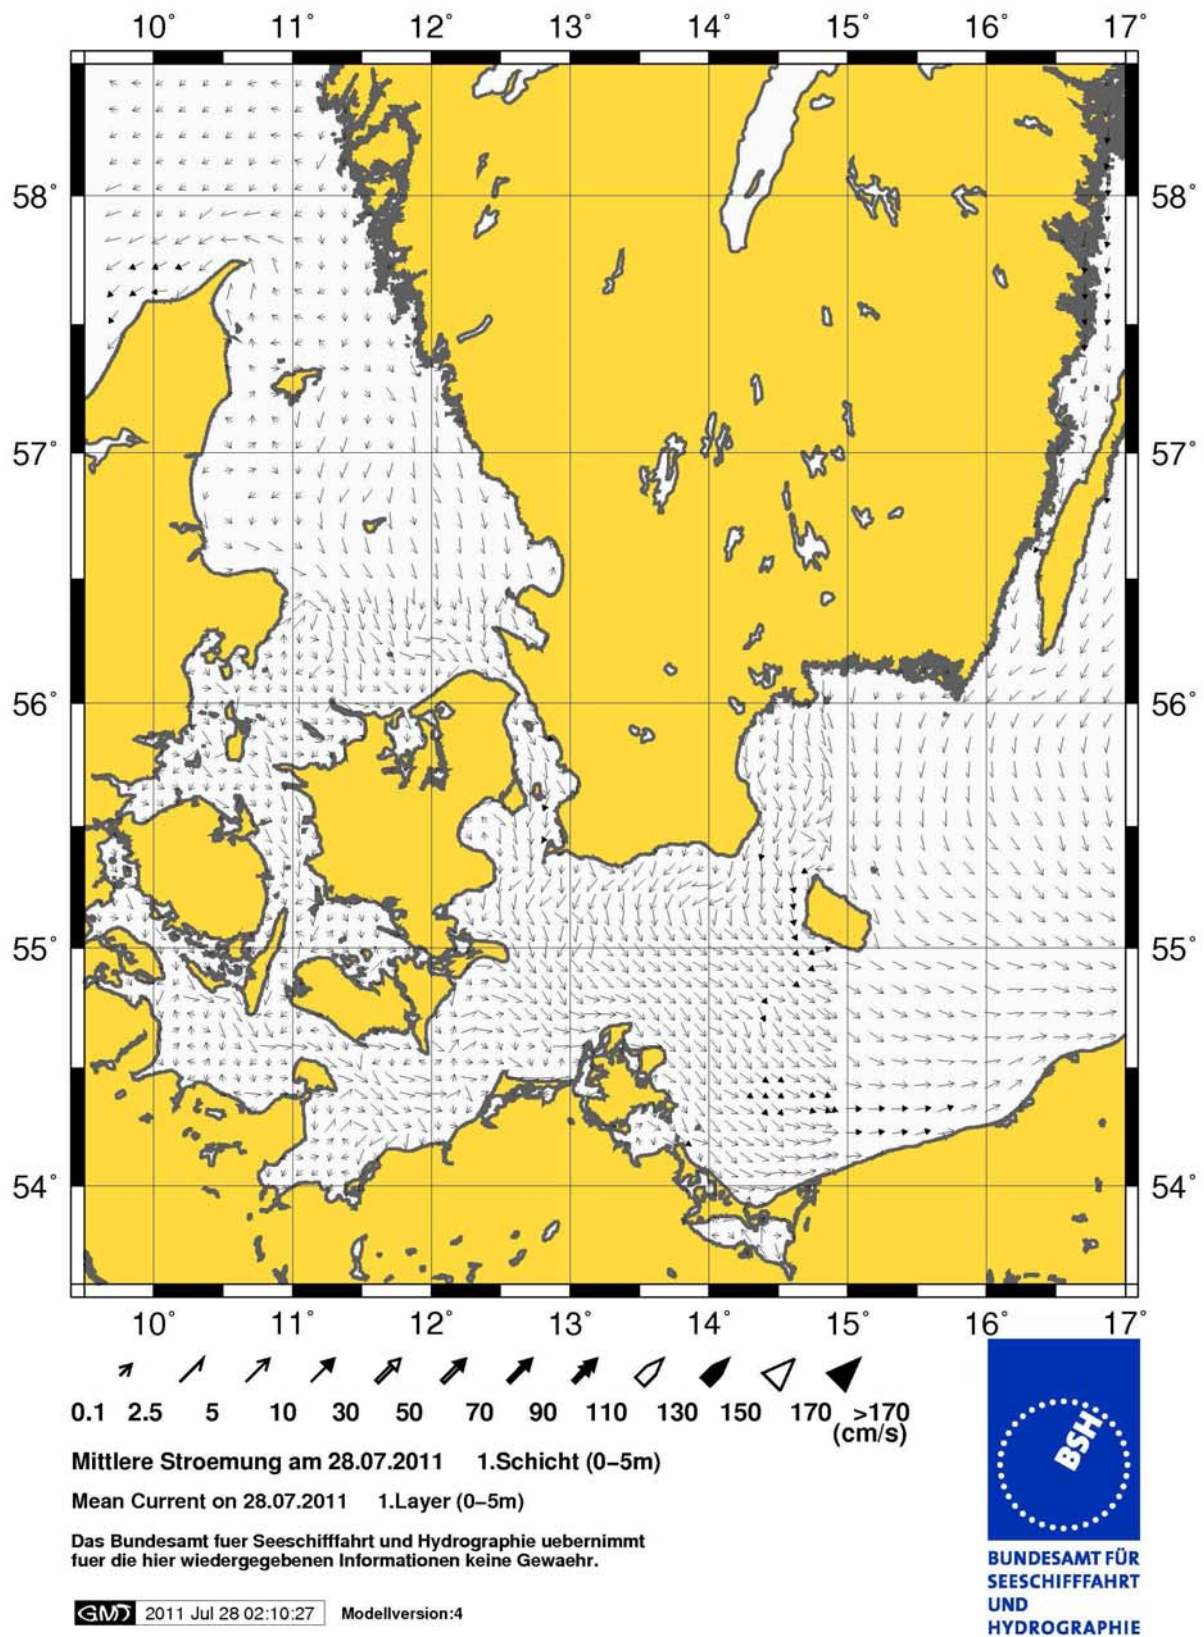 10° 11° 12° 13° 14° 15° 16° 17°
58° 58°
57° 57°
56° 56°
55° 55°
54° 54°
10° 11° 12° 13° 14° 15° 16° 17°
0.1 2.5 5 10 30 50 70 90 110 130 150 170 >170
(cm/s)
Mittlere Stroemung am 28.07.2011 1.Schicht (0–5m)
Mean Current on 28.07.2011 1.Layer (0–5m)
Das Bundesamt fuer Seeschifffahrt und Hydrographie uebernimmt
fuer die hier wiedergegebenen Informationen keine Gewaehr.
GMT 2011 Jul 28 02:10:27 Modellversion:4
BSH
BUNDESAMT FÜR
SEESCHIFFFAHRT
UND
HYDROGRAPHIE